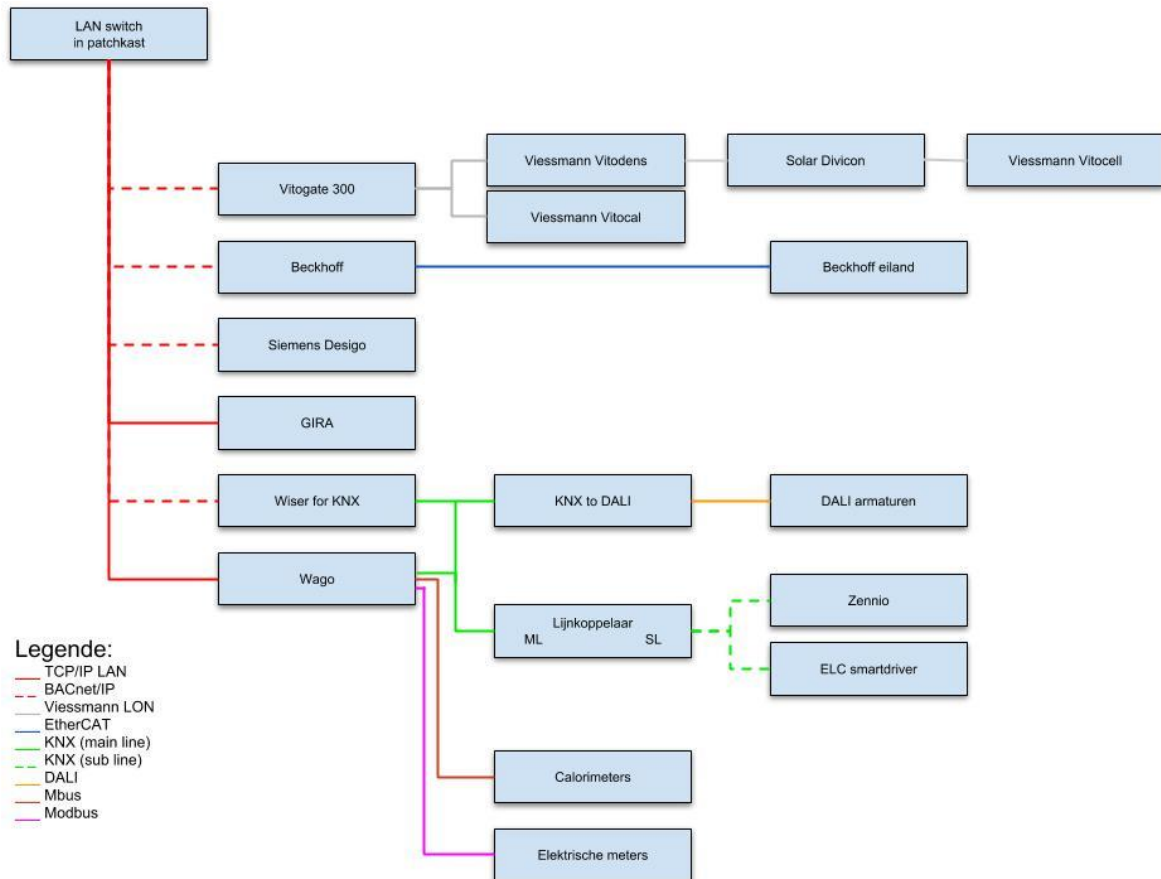 LAN switch
in patchkast
Viessmann Vitodens
Solar Divicon
Viessmann Vitocell
Vitogate 300
Viessmann Vitocal
Beckhoff
Beckhoff eiland
Siemens Desigo
GIRA
Wiser for KNX
KNX to DALI
DALI armaturen
Wago
Zennio
Lijnkoppelaar
ML SL
ELC smartdriver
Legende:
TCP/IP LAN
BACnet/IP
Viessmann LON
EtherCAT
KNX (main line)
KNX (sub line)
DALI
Mbus
Modbus
Calorimeters
Elektrische meters